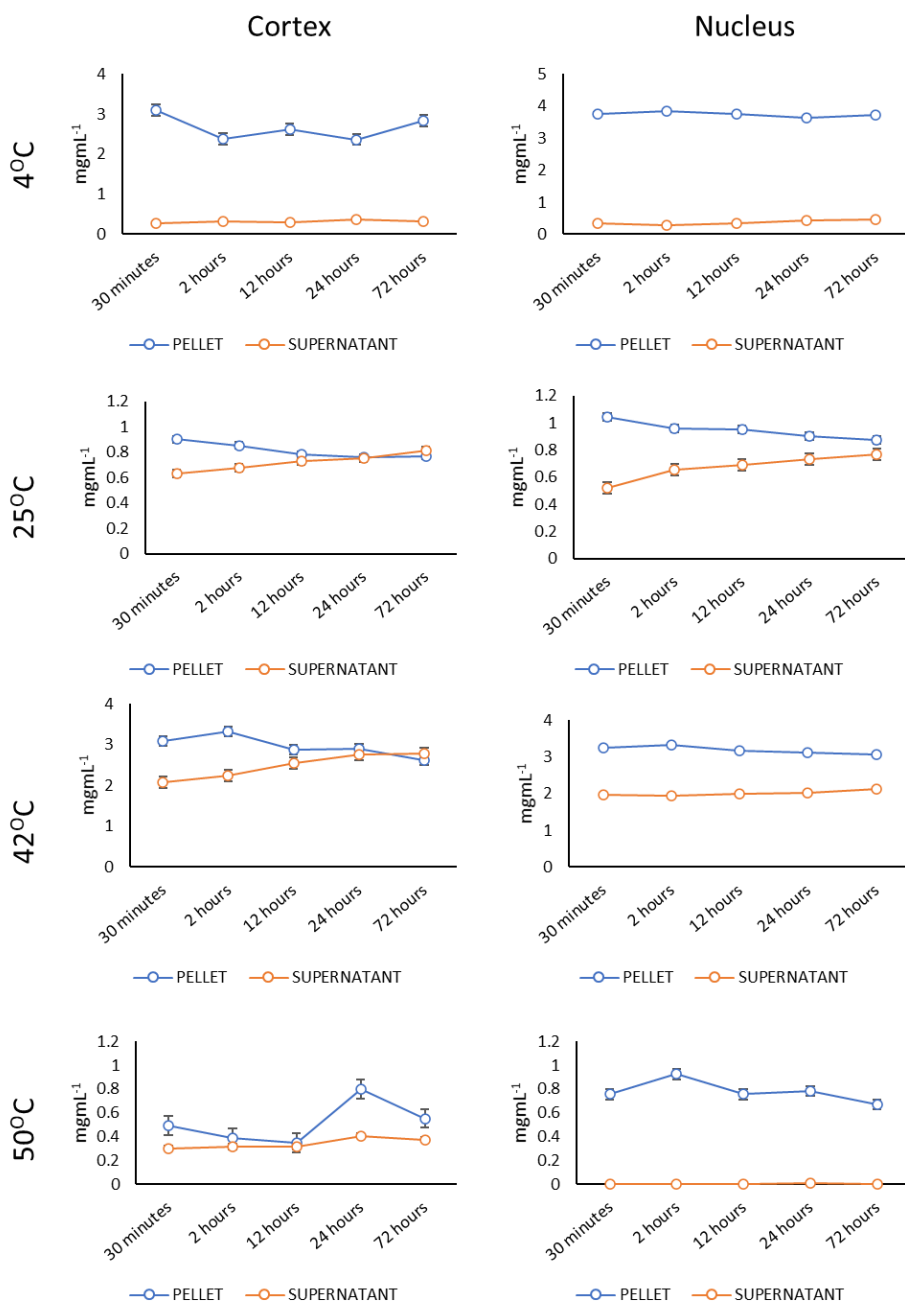 Cortex
Nucleus
4°C
mgmL-1
4
3
2
1
0
30 minutes
2 hours
12 hours
24 hours
72 hours
PELLET
SUPERNATANT
mgmL-1
5
4
3
2
1
0
30 minutes
2 hours
12 hours
24 hours
72 hours
PELLET
SUPERNATANT
25°C
mgmL-1
1.2
1
0.8
0.6
0.4
0.2
0
30 minutes
2 hours
12 hours
24 hours
72 hours
PELLET
SUPERNATANT
mgmL-1
1.2
1
0.8
0.6
0.4
0.2
0
30 minutes
2 hours
12 hours
24 hours
72 hours
PELLET
SUPERNATANT
42°C
mgmL-1
4
3
2
1
0
30 minutes
2 hours
12 hours
24 hours
72 hours
PELLET
SUPERNATANT
mgmL-1
4
3
2
1
0
30 minutes
2 hours
12 hours
24 hours
72 hours
PELLET
SUPERNATANT
50°C
mgmL-1
1.2
1
0.8
0.6
0.4
0.2
0
30 minutes
2 hours
12 hours
24 hours
72 hours
PELLET
SUPERNATANT
mgmL-1
1.2
1
0.8
0.6
0.4
0.2
0
30 minutes
2 hours
12 hours
24 hours
72 hours
PELLET
SUPERNATANT